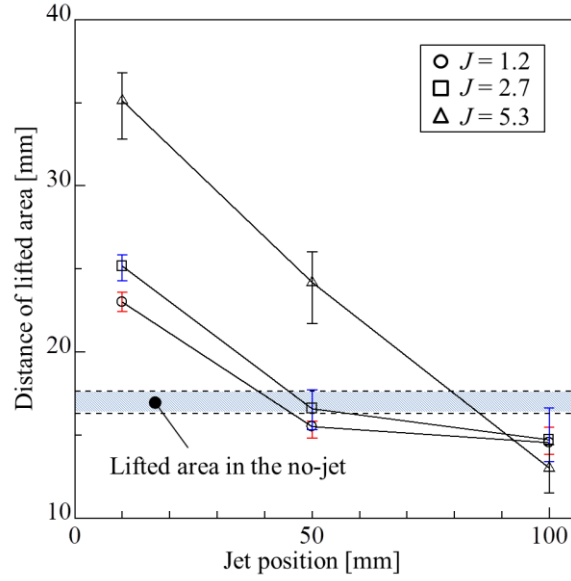 40
30
20
10
0
50
100
Distance of lifted area [mm]
Jet position [mm]
J = 1.2
J = 2.7
J = 5.3
Lifted area in the no-jet